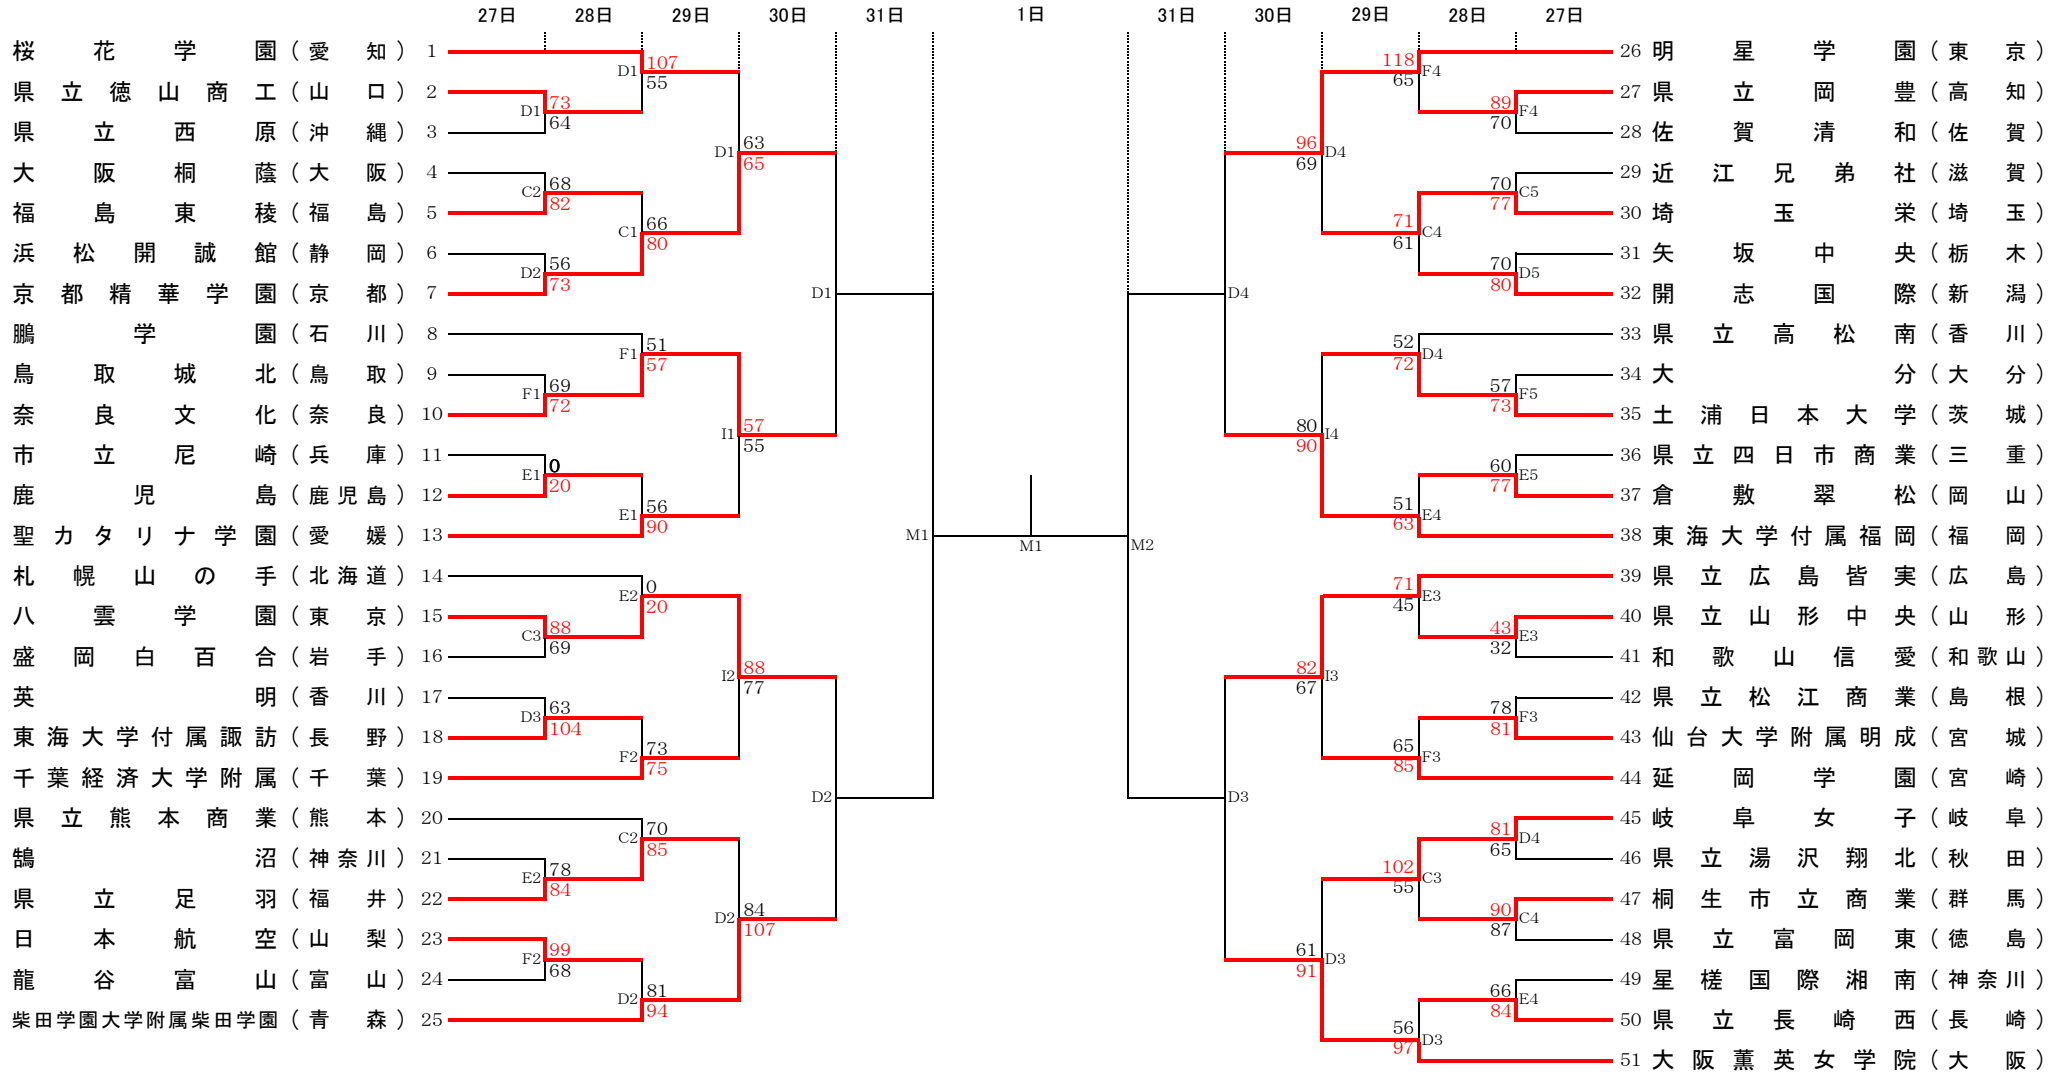 27日 28日 29日 30日 31日 1日 31日 30日 29日 28日 27日
桜花学園（愛知） 1
県立徳山商工（山口） 2
県立西原（沖縄） 3
大阪桐蔭（大阪） 4
福島東稜（福島） 5
浜松開誠館（静岡） 6
京都精華学園（京都） 7
鵬学園（石川） 8
鳥取城北（鳥取） 9
奈良文化（奈良） 10
市立尼崎（兵庫） 11
鹿児島（鹿児島） 12
聖カタリナ学園（愛媛） 13
札幌山の手（北海道） 14
八雲学園（東京） 15
盛岡白百合（岩手） 16
英明（香川） 17
東海大学付属諏訪（長野） 18
千葉経済大学附属（千葉） 19
県立熊本商業（熊本） 20
鵠沼（神奈川） 21
県立足羽（福井） 22
日本航空（山梨） 23
龍谷富山（富山） 24
柴田学園大学附属柴田学園（青森） 25
D1 73 64
C2 68 82
D2 56 73
F1 69 72
E1 0 20
C3 88 69
D3 63 104
E2 78 84
F2 99 68
D1 107 55
C1 66 80
F1 51 57
E1 56 90
E2 0 20
F2 73 75
C2 70 85
D2 81 94
D1 63 65
I1 57 55
I2 88 77
D2 84 107
D1
D2
M1
M1
M2
D4
D3
96 69 D4
80 90 I4
82 67 I3
61 91 D3
118 65 F4
71 61 C4
52 72 D4
51 63 E4
71 45 E3
65 85 F3
102 55 C3
56 97 D3
89 70 F4
70 77 C5
70 80 D5
57 73 F5
60 77 E5
43 32 E3
78 81 F3
81 65 D4
90 87 C4
66 84 E4
26 明星学園（東京）
27 県立岡豊（高知）
28 佐賀清和（佐賀）
29 近江兄弟社（滋賀）
30 埼玉栄（埼玉）
31 矢坂中央（栃木）
32 開志国際（新潟）
33 県立高松南（香川）
34 大分（大分）
35 土浦日本大学（茨城）
36 県立四日市商業（三重）
37 倉敷翠松（岡山）
38 東海大学付属福岡（福岡）
39 県立広島皆実（広島）
40 県立山形中央（山形）
41 和歌山信愛（和歌山）
42 県立松江商業（島根）
43 仙台大学附属明成（宮城）
44 延岡学園（宮崎）
45 岐阜女子（岐阜）
46 県立湯沢翔北（秋田）
47 桐生市立商業（群馬）
48 県立富岡東（徳島）
49 星槎国際湘南（神奈川）
50 県立長崎西（長崎）
51 大阪薫英女学院（大阪）